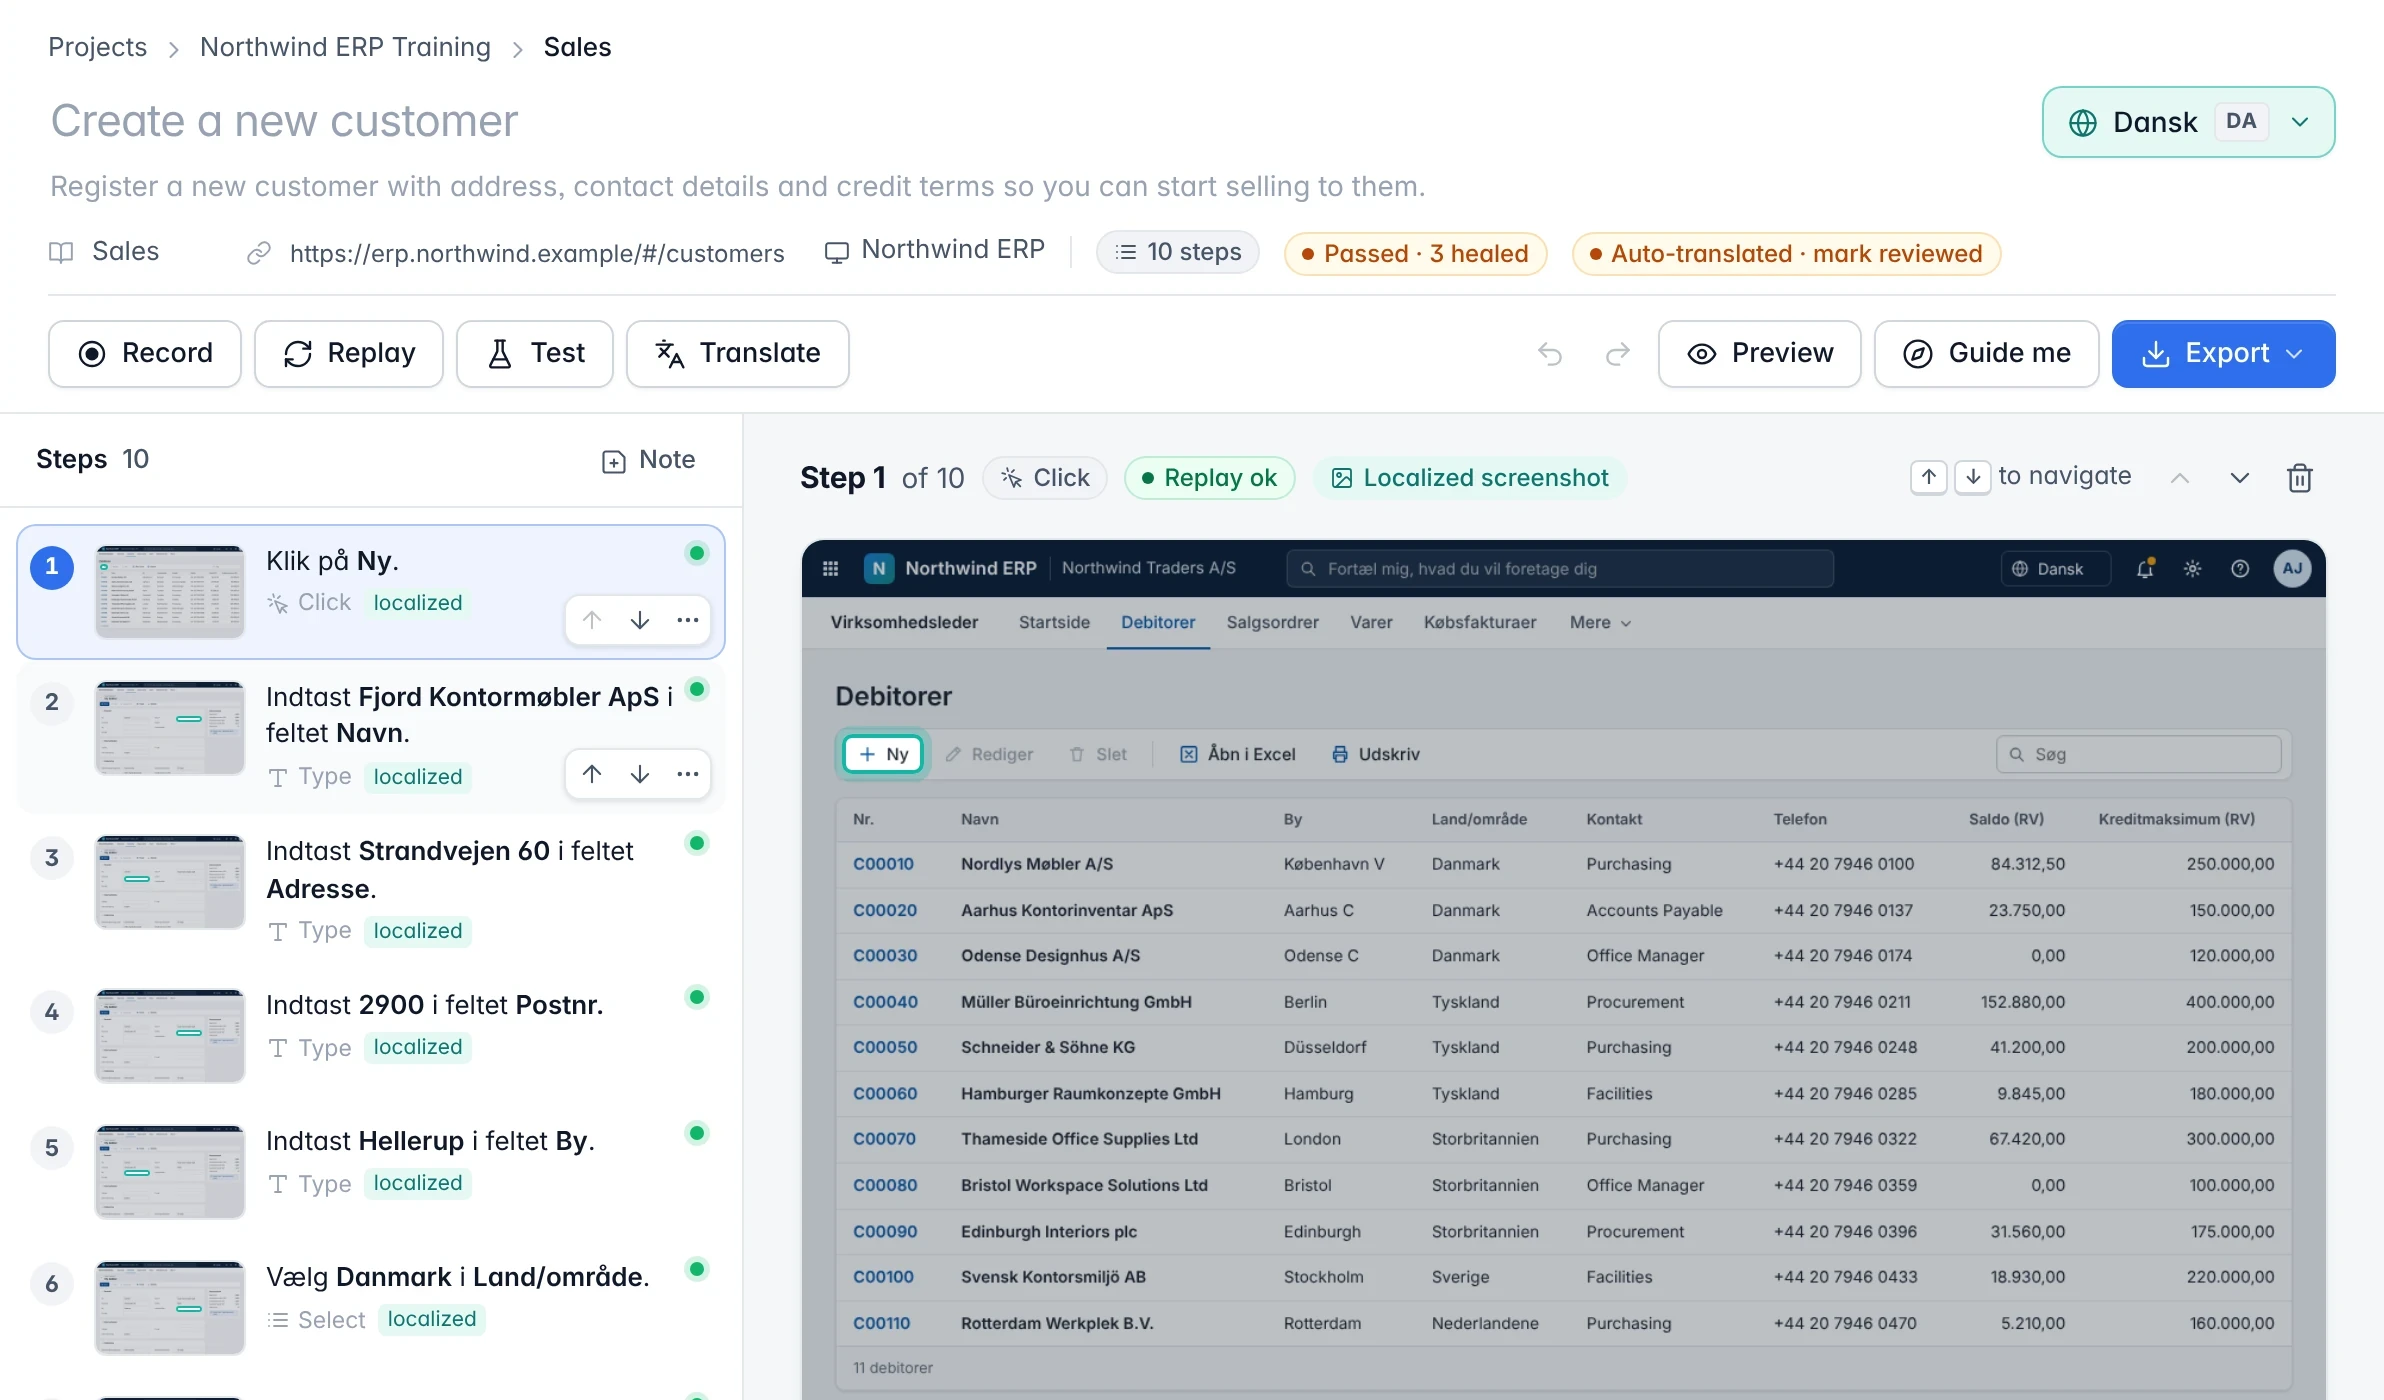 Projects > Northwind ERP Training > Sales
Create a new customer
Dansk DA
Register a new customer with address, contact details and credit terms so you can start selling to them.
Sales https://erp.northwind.example/#/customers Northwind ERP 10 steps Passed · 3 healed Auto-translated · mark reviewed
Record Replay Test Translate Preview Guide me Export
Steps 10 Note
1 Klik på Ny.
Click localized
2 Indtast Fjord Kontormøbler ApS i
feltet Navn.
Type localized
3 Indtast Strandvejen 60 i feltet
Adresse.
Type localized
4 Indtast 2900 i feltet Postnr.
Type localized
5 Indtast Hellerup i feltet By.
Type localized
6 Vælg Danmark i Land/område.
Select localized
Step 1 of 10 Click Replay ok Localized screenshot to navigate
N Northwind ERP Northwind Traders A/S Fortæl mig, hvad du vil foretage dig Dansk AJ
Virksomhedsleder Startside Debitorer Salgsordrer Varer Købsfakturaer Mere
Debitorer
Ny Rediger Slet Åbn i Excel Udskriv Søg
Nr. Navn By Land/område Kontakt Telefon Saldo (RV) Kreditmaksimum (RV)
C00010 Nordlys Møbler A/S København V Danmark Purchasing +44 20 7946 0100 84.312,50 250.000,00
C00020 Aarhus Kontorinventar ApS Aarhus C Danmark Accounts Payable +44 20 7946 0137 23.750,00 150.000,00
C00030 Odense Designhus A/S Odense C Danmark Office Manager +44 20 7946 0174 0,00 120.000,00
C00040 Müller Büroeinrichtung GmbH Berlin Tyskland Procurement +44 20 7946 0211 152.880,00 400.000,00
C00050 Schneider & Söhne KG Düsseldorf Tyskland Purchasing +44 20 7946 0248 41.200,00 200.000,00
C00060 Hamburger Raumkonzepte GmbH Hamburg Tyskland Facilities +44 20 7946 0285 9.845,00 180.000,00
C00070 Thameside Office Supplies Ltd London Storbritannien Purchasing +44 20 7946 0322 67.420,00 300.000,00
C00080 Bristol Workspace Solutions Ltd Bristol Storbritannien Office Manager +44 20 7946 0359 0,00 100.000,00
C00090 Edinburgh Interiors plc Edinburgh Storbritannien Procurement +44 20 7946 0396 31.560,00 175.000,00
C00100 Svensk Kontorsmiljö AB Stockholm Sverige Facilities +44 20 7946 0433 18.930,00 220.000,00
C00110 Rotterdam Werkplek B.V. Rotterdam Nederlandene Purchasing +44 20 7946 0470 5.210,00 160.000,00
11 debitorer